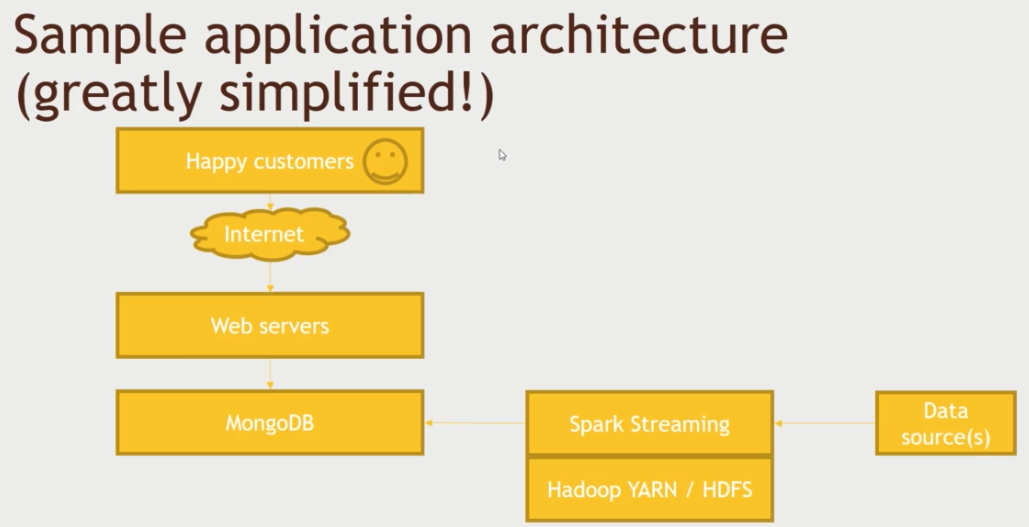 Sample application architecture
(greatly simplified!)
Happy customers
Internet
Web servers
MongoDB
Spark Streaming
Hadoop YARN / HDFS
Data
source(s)